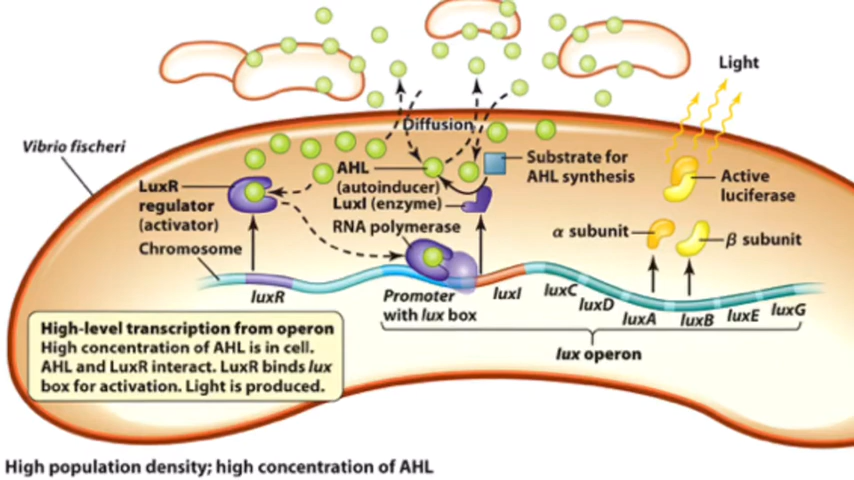 Light
Diffusion
Vibrio fischeri
AHL
(autoinducer)
Substrate for
AHL synthesis
LuxR
regulator
(activator)
LuxI (enzyme)
Active
luciferase
RNA polymerase
α subunit
β subunit
Chromosome
luxR
Promoter
with lux box
luxI
luxC
luxD
luxA
luxB
luxE
luxG
lux operon
High-level transcription from operon
High concentration of AHL is in cell.
AHL and LuxR interact. LuxR binds lux
box for activation. Light is produced.
High population density; high concentration of AHL